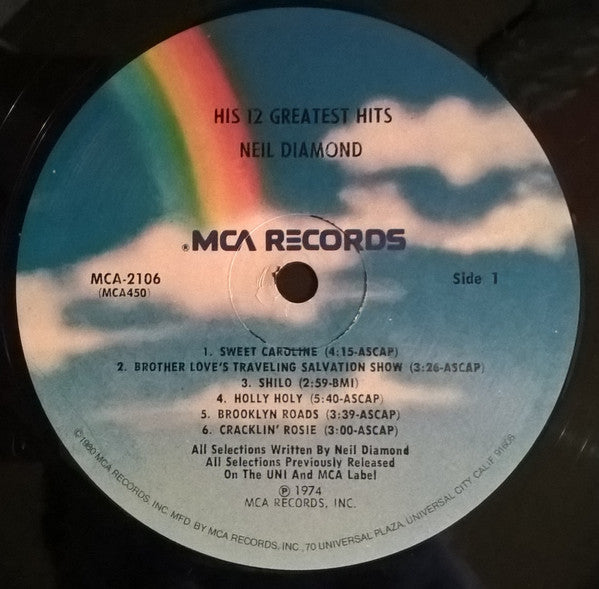 HIS 12 GREATEST HITS
NEIL DIAMOND
®MCA RECORDS
MCA-2106
(MCA450)
Side 1
1. SWEET CAROLINE (4:15-ASCAP)
2. BROTHER LOVE'S TRAVELING SALVATION SHOW (3:26-ASCAP)
3. SHILO (2:59-BMI)
4. HOLLY HOLY (5:40-ASCAP)
5. BROOKLYN ROADS (3:39-ASCAP)
6. CRACKLIN' ROSIE (3:00-ASCAP)
All Selections Written By Neil Diamond
All Selections Previously Released
On The UNI And MCA Label
℗ 1974
MCA RECORDS, INC.
©1980 MCA RECORDS, INC. MFD. BY MCA RECORDS, INC., 70 UNIVERSAL PLAZA, UNIVERSAL CITY, CALIF. 91608